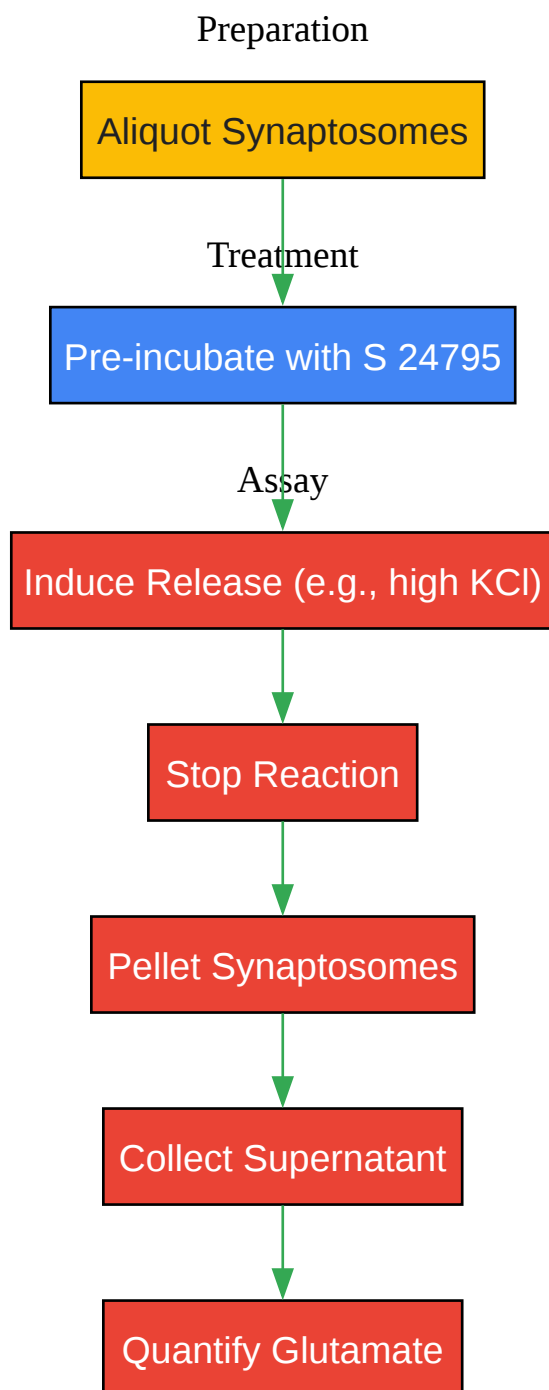 Preparation
Aliquot Synaptosomes
Treatment
Pre-incubate with S 24795
Assay
Induce Release (e.g., high KCl)
Stop Reaction
Pellet Synaptosomes
Collect Supernatant
Quantify Glutamate